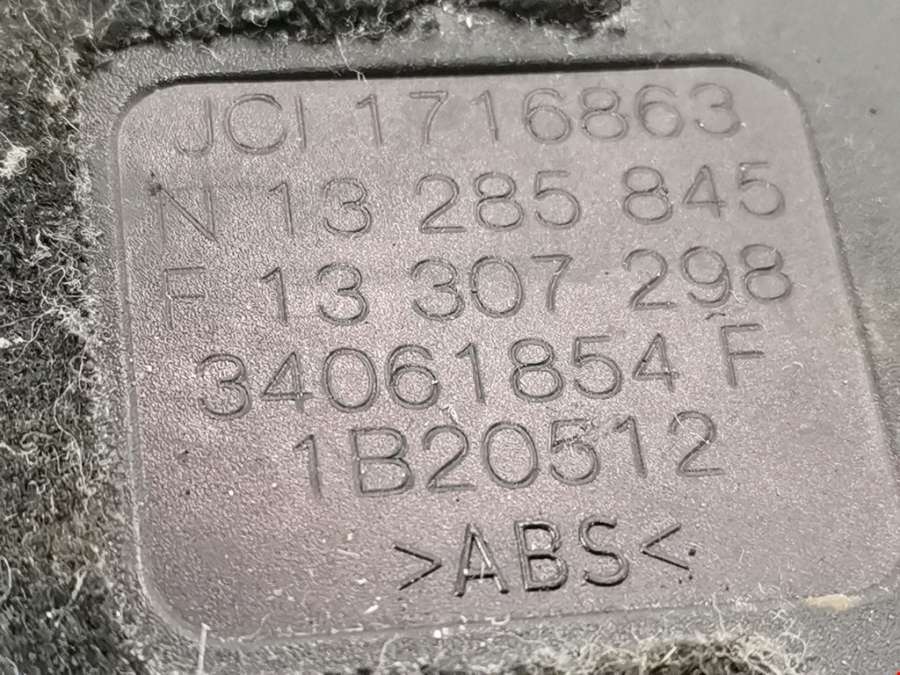 JCI 1716863
N 13 285 845
F 13 307 298
34061854 F
1B20512
>ABS<